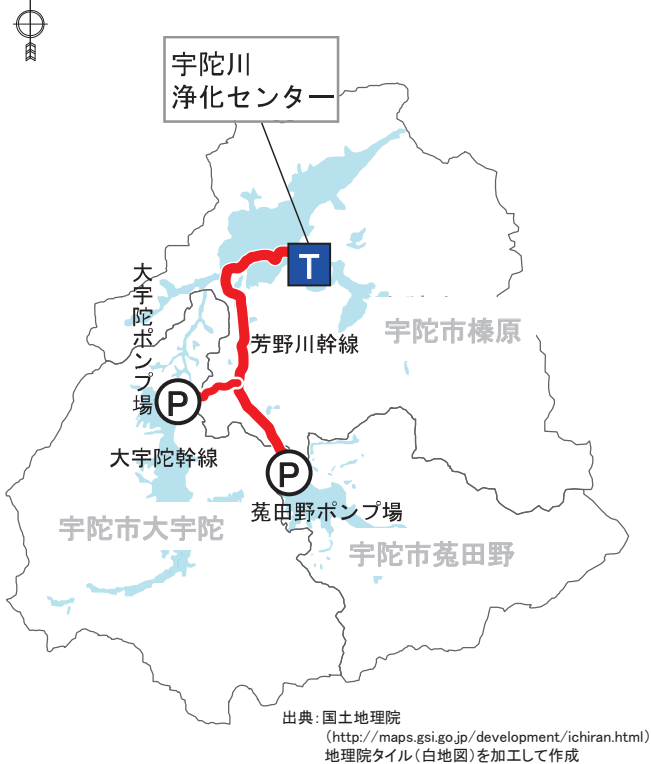 宇陀川
浄化センター
T
大宇陀ポンプ場
芳野川幹線
宇陀市榛原
P
大宇陀幹線
P
菟田野ポンプ場
宇陀市大宇陀
宇陀市菟田野
出典：国土地理院
（http://maps.gsi.go.jp/development/ichiran.html）
地理院タイル（白地図）を加工して作成